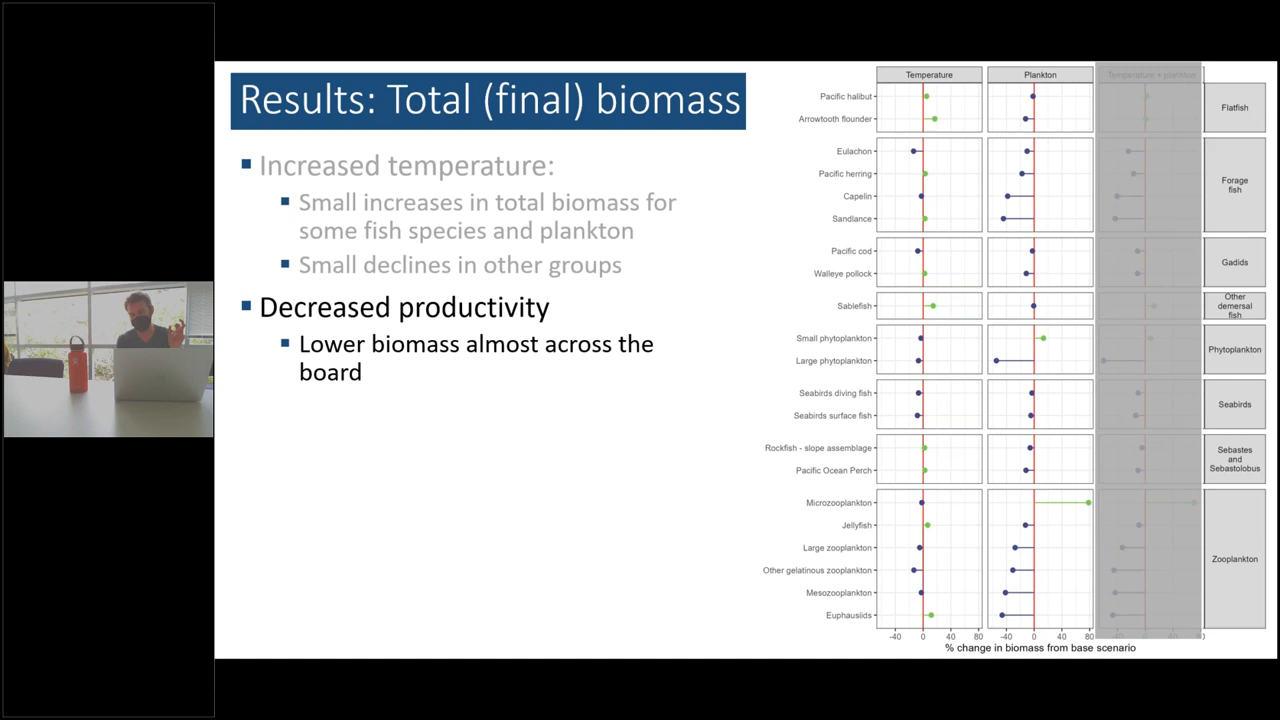 Results: Total (final) biomass
Increased temperature:
Small increases in total biomass for
some fish species and plankton
Small declines in other groups
Decreased productivity
Lower biomass almost across the
board
Temperature
Plankton
Temperature + plankton
Pacific halibut
Arrowtooth flounder
Flatfish
Eulachon
Pacific herring
Capelin
Sandlance
Forage
fish
Pacific cod
Walleye pollock
Gadids
Sablefish
Other
demersal
fish
Small phytoplankton
Large phytoplankton
Phytoplankton
Seabirds diving fish
Seabirds surface fish
Seabirds
Rockfish - slope assemblage
Pacific Ocean Perch
Sebastes
and
Sebastolobus
Microzooplankton
Jellyfish
Large zooplankton
Other gelatinous zooplankton
Mesozooplankton
Euphausiids
Zooplankton
-40 0 40 80 -40 0 40 80 -40 0 40
% change in biomass from base scenario